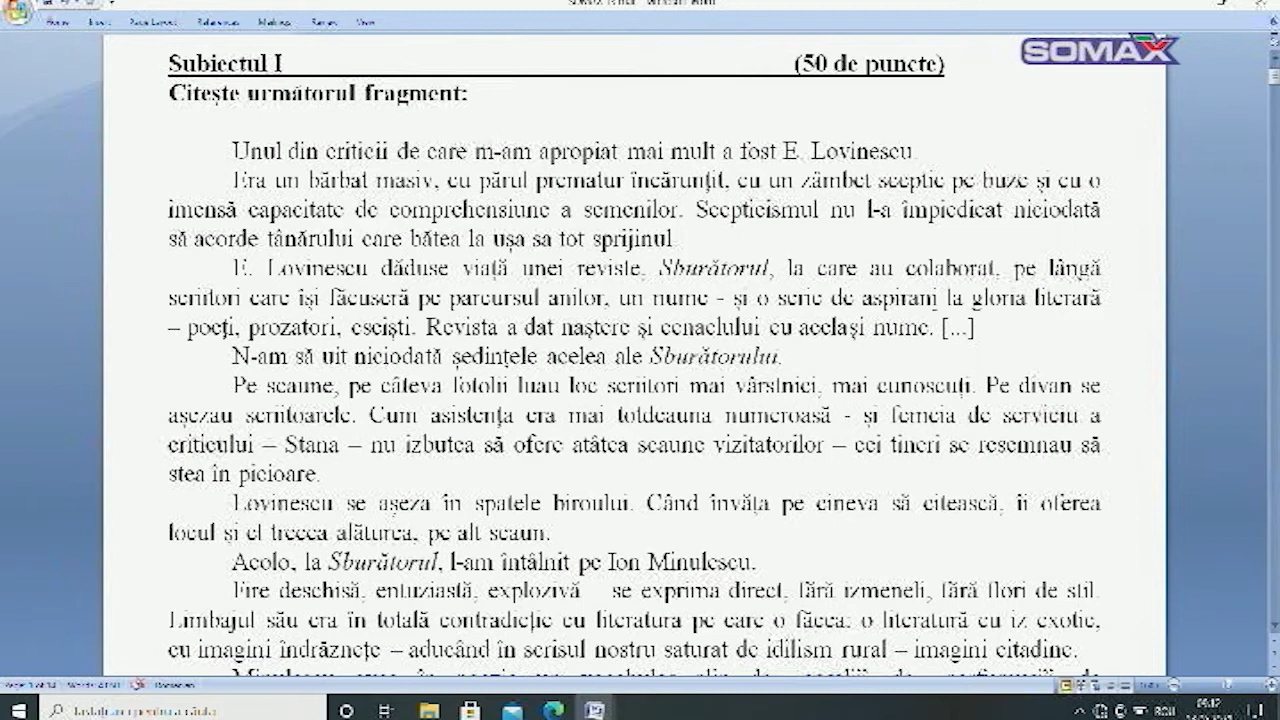 SOMAX
Home Insert Page Layout References Mailings Review View
Subiectul I (50 de puncte)
Citește următorul fragment:
Unul din criticii de care m-am apropiat mai mult a fost E. Lovinescu.
Era un bărbat masiv, cu părul prematur încărunțit, cu un zâmbet sceptic pe buze și cu o
imensă capacitate de comprehensiune a semenilor. Scepticismul nu l-a împiedicat niciodată
să acorde tânărului care bătea la ușa sa tot sprijinul.
E. Lovinescu dăduse viață unei reviste, Sburătorul, la care au colaborat, pe lângă
scriitori care își făcuseră pe parcursul anilor, un nume - și o serie de aspiranți la gloria literară
– poeți, prozatori, eseiști. Revista a dat naștere și cenaclului cu același nume. [...]
N-am să uit niciodată ședințele acelea ale Sburătorului.
Pe scaune, pe câteva fotolii luau loc scriitori mai vârstnici, mai cunoscuți. Pe divan se
așezau scriitoarele. Cum asistența era mai totdeauna numeroasă - și femeia de serviciu a
criticului – Stana – nu izbutea să ofere atâtea scaune vizitatorilor – cei tineri se resemnau să
stea în picioare.
Lovinescu se așeza în spatele biroului. Când învăța pe cineva să citească, îi oferea
locul și el trecea alăturea, pe alt scaun.
Acolo, la Sburătorul, l-am întâlnit pe Ion Minulescu.
Fire deschisă, entuziastă, explozivă – se exprima direct, fără izmeneli, fără flori de stil.
Limbajul său era în totală contradicție cu literatura pe care o făcea: o literatură cu iz exotic,
cu imagini îndrăznețe – aducând în scrisul nostru saturat de idilism rural – imagini citadine.